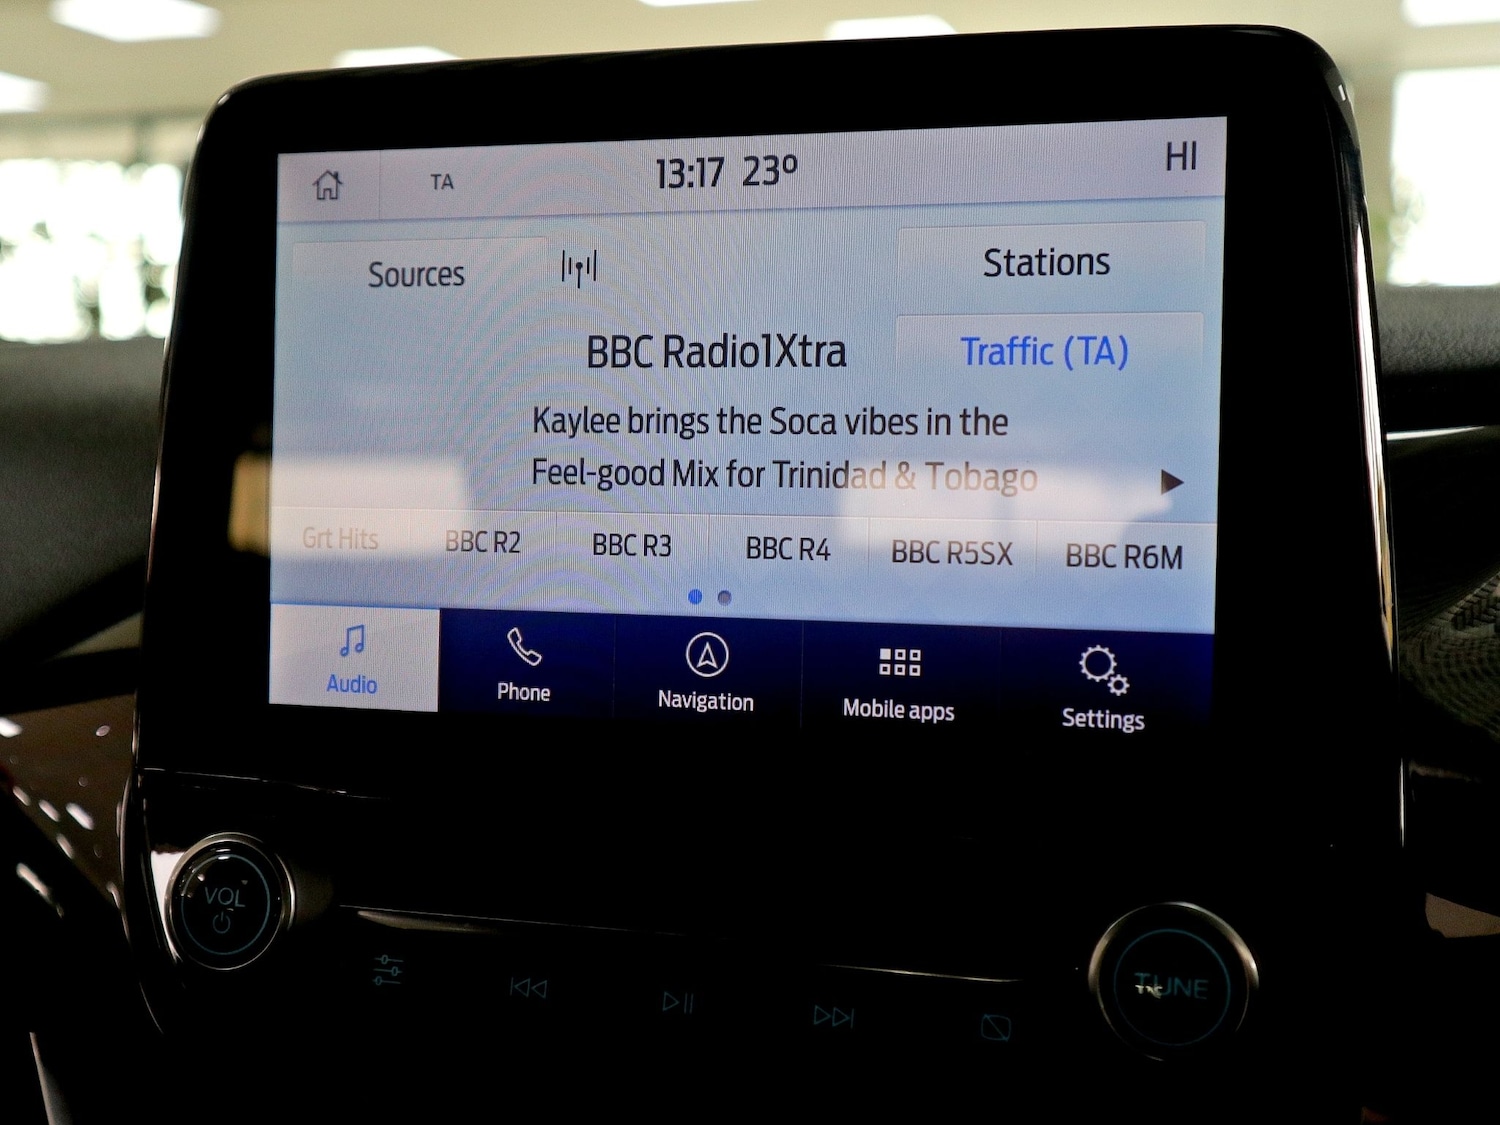 TA
13:17 23º
HI
Sources
Stations
BBC Radio1Xtra
Traffic (TA)
Kaylee brings the Soca vibes in the
Feel-good Mix for Trinidad & Tobago
Grt Hits
BBC R2
BBC R3
BBC R4
BBC R5SX
BBC R6M
Audio
Phone
Navigation
Mobile apps
Settings
VOL
TUNE